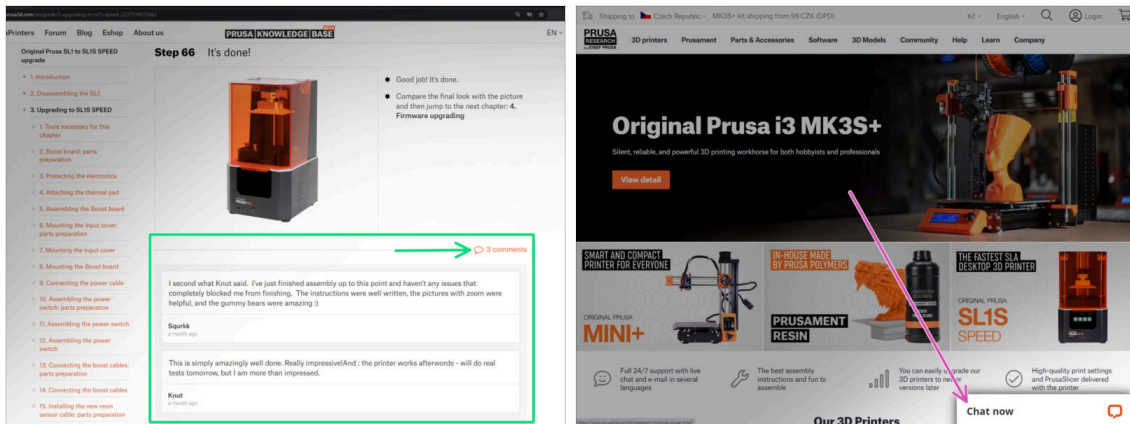 Printers Forum Blog Eshop About us
PRUSA KNOWLEDGE BASE
BETA
EN
Original Prusa SL1 to SL1S SPEED
upgrade
1. Introduction
2. Disassembling the SL1
3. Upgrading to SL1S SPEED
1. Tools necessary for this
chapter
2. Boost board: parts
preparation
3. Protecting the electronics
4. Attaching the thermal pad
5. Assembling the Boost board
6. Mounting the Input cover:
parts preparation
7. Mounting the Input cover
8. Mounting the Boost board
9. Connecting the power cable
10. Assembling the power
switch: parts preparation
11. Assembling the power switch
12. Assembling the power
switch
13. Connecting the boost cables:
parts preparation
14. Connecting the boost cables
15. Installing the new resin
sensor cable: parts preparation
Step 66 It's done!
Good job! It's done.
Compare the final look with the picture
and then jump to the next chapter: 4.
Firmware upgrading
3 comments
I second what Knut said. I've just finished assembly up to this point and haven't any issues that
completely blocked me from finishing. The instructions were well written, the pictures with zoom were
helpful, and the gummy bears were amazing :)
Squrkk
a month ago
This is simply amazingly well done. Really impressive!And : the printer works afterwords - will do real
tests tomorrow, but I am more than impressed.
Knut
a month ago
Shipping to Czech Republic MK3S+ kit shipping from 99 CZK (DPD)
Kč English Login
PRUSA
RESEARCH
by JOSEF PRUSA
3D printers Prusament Parts & Accessories Software 3D Models Community Help Learn Company
Original Prusa i3 MK3S+
Silent, reliable, and powerful 3D printing workhorse for both hobbyists and professionals
View detail
SMART AND COMPACT
PRINTER FOR EVERYONE
ORIGINAL PRUSA
MINI+
IN-HOUSE MADE
BY PRUSA POLYMERS
PRUSAMENT
RESIN
THE FASTEST SLA
DESKTOP 3D PRINTER
ORIGINAL PRUSA
SL1S
SPEED
Full 24/7 support with live
chat and e-mail in several
languages
The best assembly
instructions and fun to
assemble
You can easily upgrade our
3D printers to newer
versions later
High-quality print settings
and PrusaSlicer delivered
with the printer
Our 3D Printers
Chat now